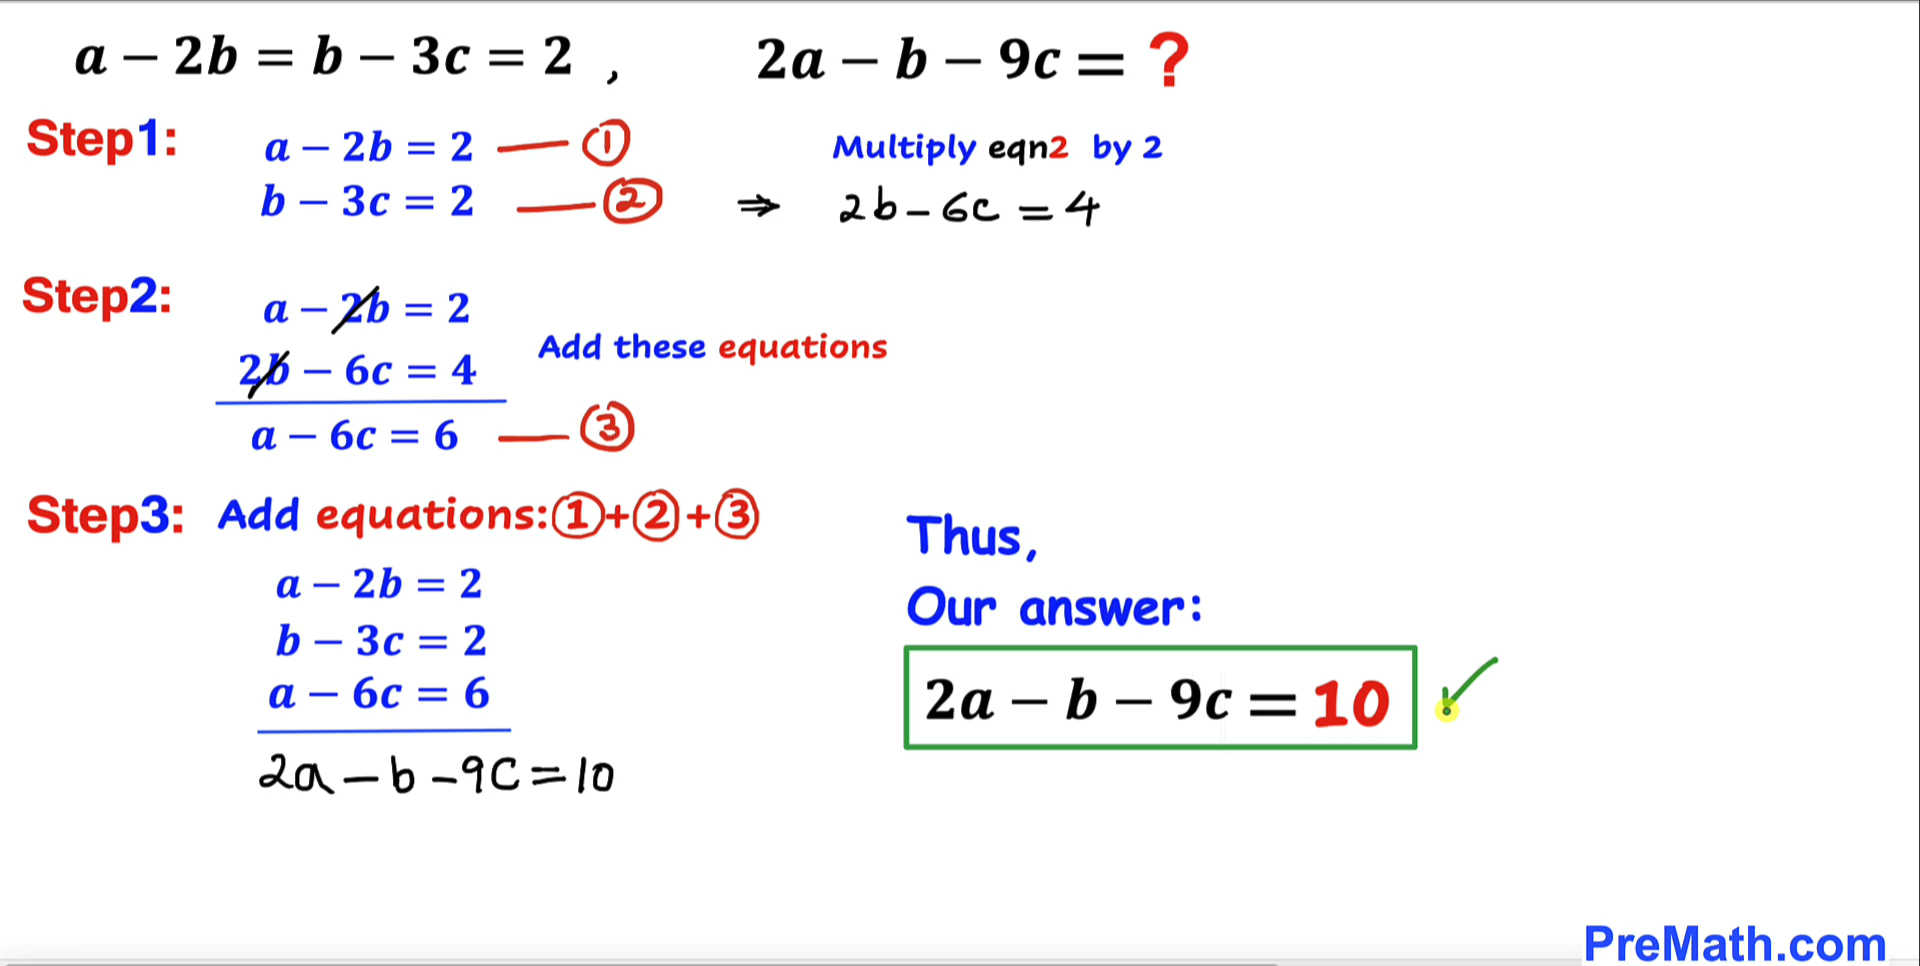 a − 2b = b − 3c = 2 ,
2a − b − 9c = ?
Step1:
a − 2b = 2 — ①
b − 3c = 2 — ②
Multiply eqn2 by 2
⇒ 2b − 6c = 4
Step2:
a − 2b = 2
2b − 6c = 4
Add these equations
a − 6c = 6 — ③
Step3: Add equations:①+②+③
a − 2b = 2
b − 3c = 2
a − 6c = 6
2a − b − 9c = 10
Thus,
Our answer:
2a − b − 9c = 10 ✓
PreMath.com